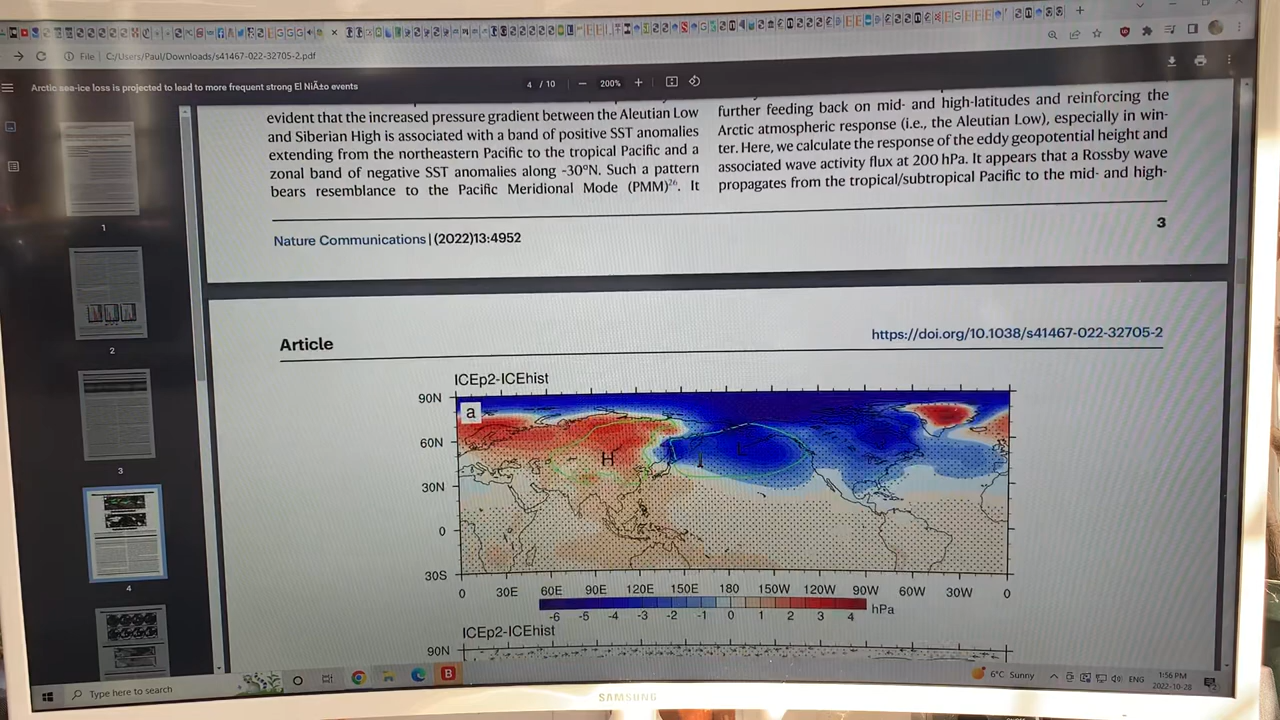 File | C:/Users/Paul/Downloads/s41467-022-32705-2.pdf
Arctic sea-ice loss is projected to lead to more frequent strong El NiÃ±o events
4 / 10
200%
1
2
3
4
evident that the increased pressure gradient between the Aleutian Low
and Siberian High is associated with a band of positive SST anomalies
extending from the northeastern Pacific to the tropical Pacific and a
zonal band of negative SST anomalies along ~30°N. Such a pattern
bears resemblance to the Pacific Meridional Mode (PMM)26. It
further feeding back on mid- and high-latitudes and reinforcing the
Arctic atmospheric response (i.e., the Aleutian Low), especially in win-
ter. Here, we calculate the response of the eddy geopotential height and
associated wave activity flux at 200 hPa. It appears that a Rossby wave
propagates from the tropical/subtropical Pacific to the mid- and high-
Nature Communications | (2022)13:4952
3
Article
https://doi.org/10.1038/s41467-022-32705-2
ICEp2-ICEhist
a
90N
60N
30N
0
30S
H
L
0 30E 60E 90E 120E 150E 180 150W 120W 90W 60W 30W 0
-6 -5 -4 -3 -2 -1 0 1 2 3 4 hPa
ICEp2-ICEhist
90N
Type here to search
6°C Sunny
ENG
1:56 PM
2022-10-28
SAMSUNG